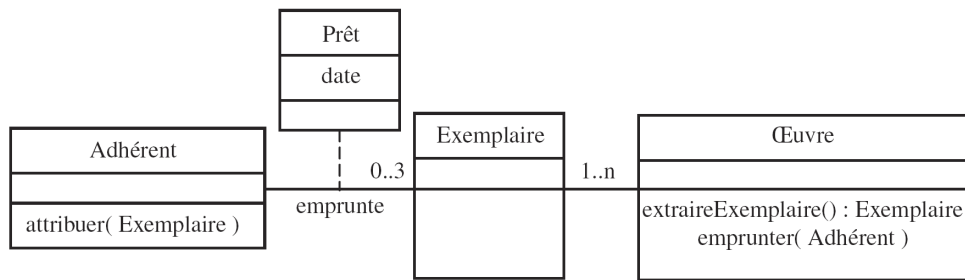 Prêt
date
Adhérent
attribuer( Exemplaire )
emprunte
0..3
Exemplaire
1..n
Œuvre
extraireExemplaire() : Exemplaire
emprunter( Adhérent )